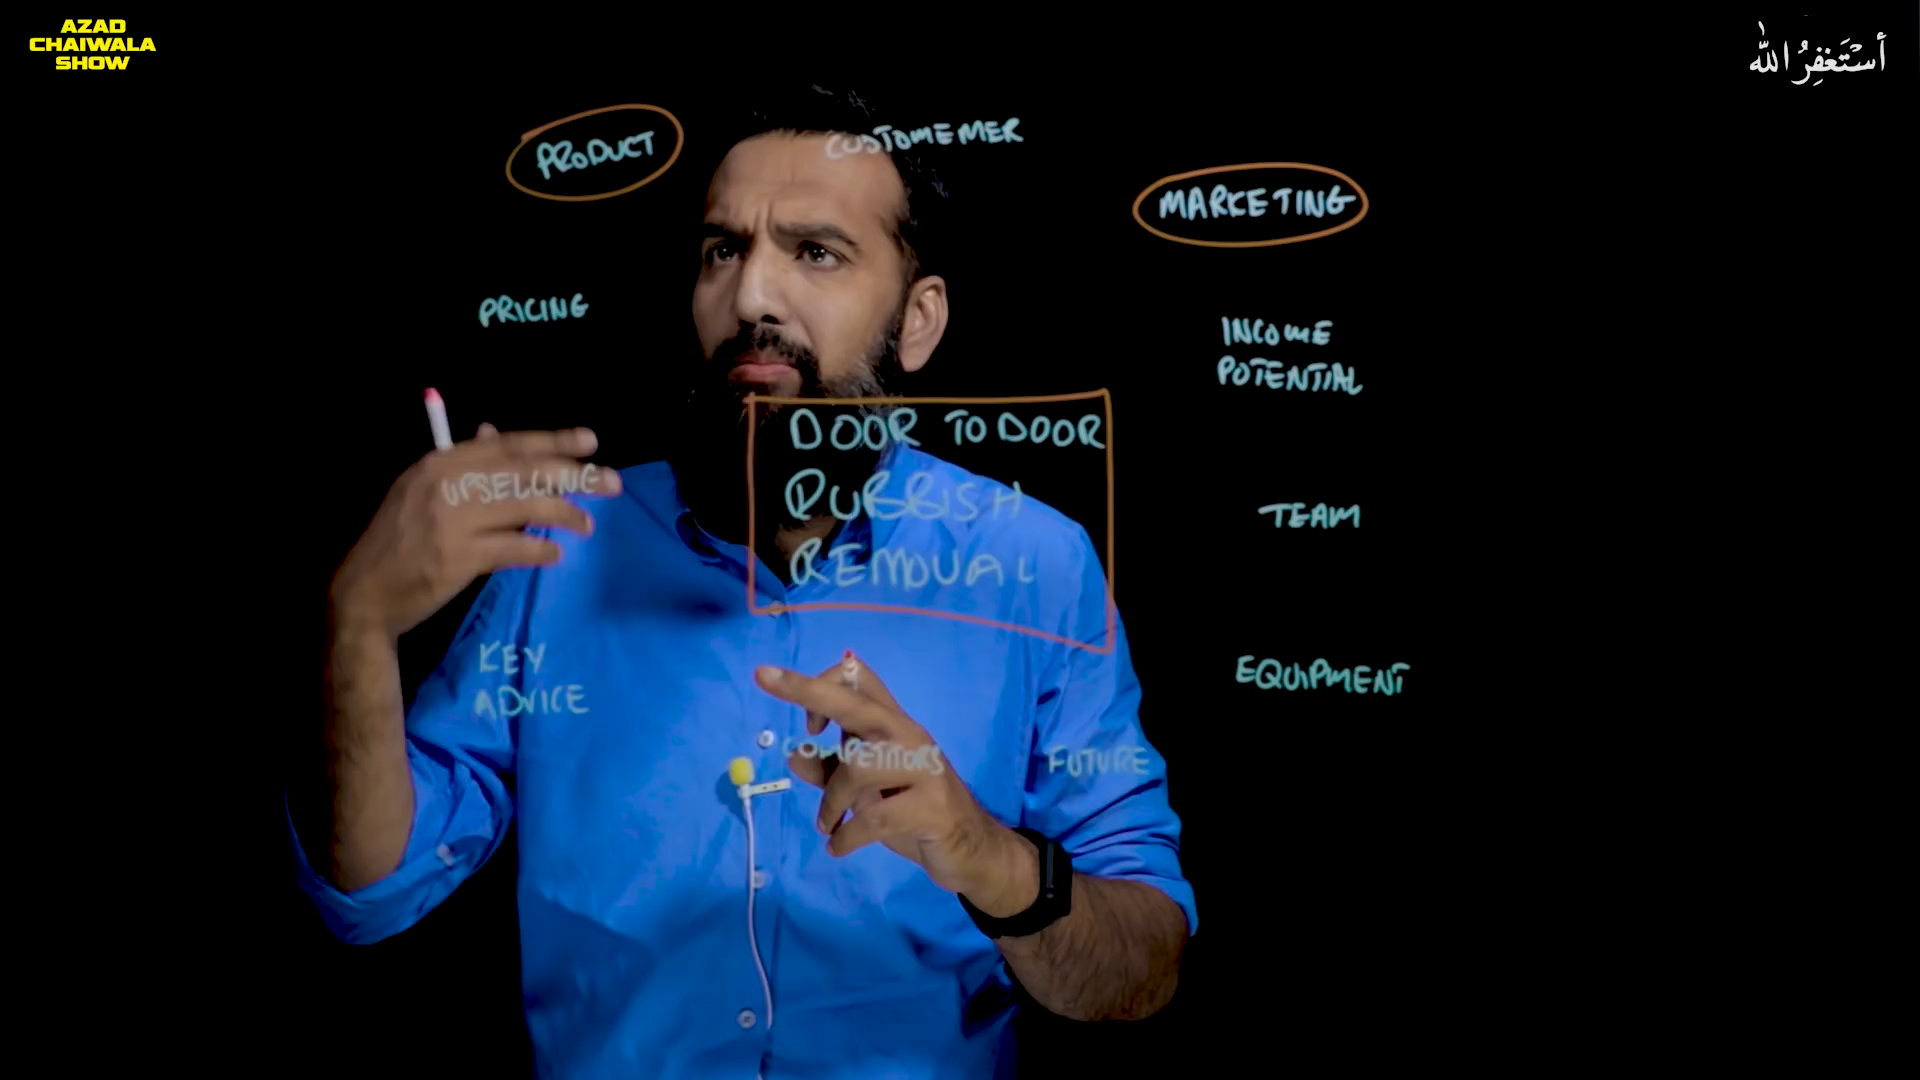 AZAD
CHAIWALA
SHOW
أَسْتَغْفِرُ اللّٰه
PRODUCT
CUSTOMEMER
MARKETING
PRICING
INCOME
POTENTIAL
DOOR TO DOOR
RUBBISH
REMOVAL
UPSELLING
TEAM
KEY
ADVICE
EQUIPMENT
COMPETITORS
FUTURE